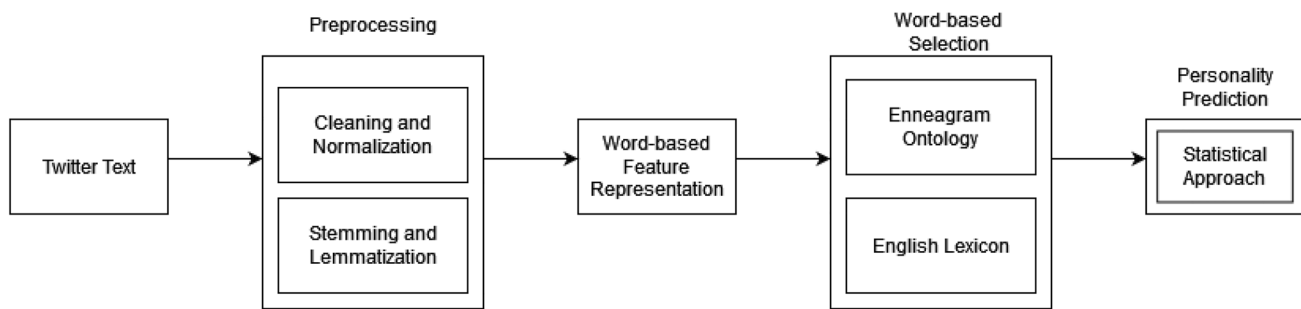 Preprocessing
Word-based
Selection
Personality
Prediction
Twitter Text
Cleaning and
Normalization
Stemming and
Lemmatization
Word-based
Feature
Representation
Enneagram
Ontology
English Lexicon
Statistical
Approach